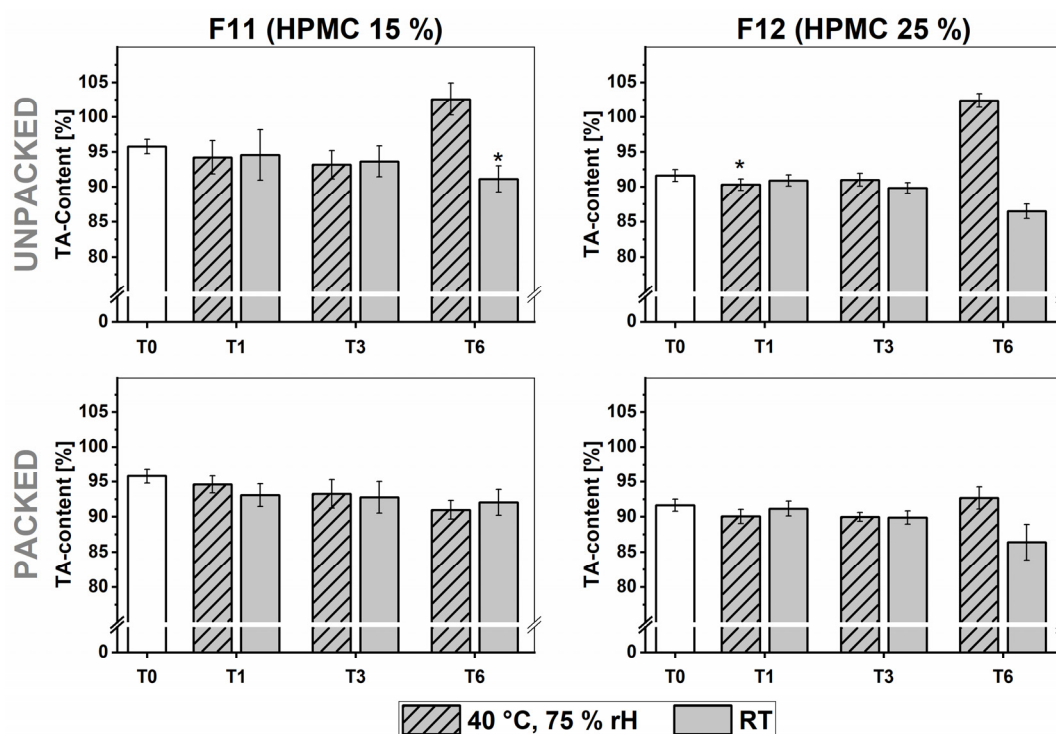 F11 (HPMC 15 %)
F12 (HPMC 25 %)
UNPACKED
TA-Content [%]
105
100
95
90
85
80
0
*
T0 T1 T3 T6
TA-Content [%]
105
100
95
90
85
80
0
*
T0 T1 T3 T6
PACKED
TA-content [%]
105
100
95
90
85
80
0
T0 T1 T3 T6
TA-content [%]
105
100
95
90
85
80
0
T0 T1 T3 T6
40 °C, 75 % rH RT